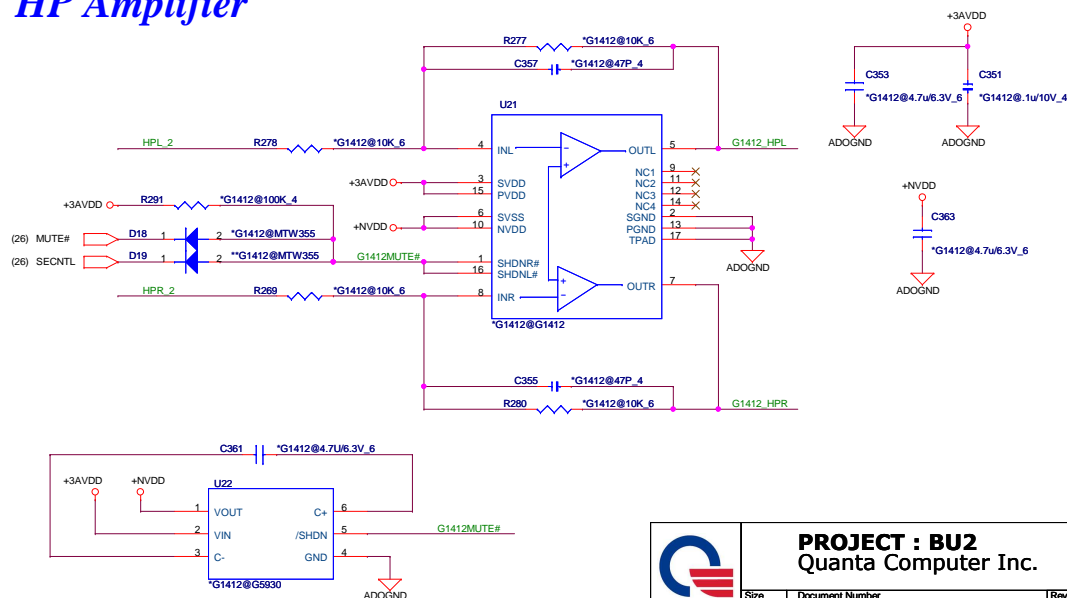 HP Amplifier
+3AVDD
R277 *G1412@10K_6
C357 *G1412@47P_4
C353
*G1412@4.7u/6.3V_6
C351
*G1412@.1u/10V_4
ADOGND
ADOGND
U21
HPL_2
R278 *G1412@10K_6
4 INL
OUTL 5
G1412_HPL
+3AVDD
3 SVDD
15 PVDD
NC1 9
NC2 11
NC3 12
NC4 14
+NVDD
6 SVSS
10 NVDD
SGND 2
PGND 13
TPAD 17
ADOGND
+3AVDD
R291 *G1412@100K_4
(26) MUTE#
D18 1 2 *G1412@MTW355
(26) SECNTL
D19 1 2 **G1412@MTW355
G1412MUTE#
1 SHDNR#
16 SHDNL#
HPR_2
R269 *G1412@10K_6
8 INR
OUTR 7
*G1412@G1412
+NVDD
C363
*G1412@4.7u/6.3V_6
ADOGND
C355 *G1412@47P_4
R280 *G1412@10K_6
G1412_HPR
C361 *G1412@4.7U/6.3V_6
+3AVDD
+NVDD
U22
1 VOUT
C+ 6
2 VIN
/SHDN 5
G1412MUTE#
3 C-
GND 4
*G1412@G5930
ADOGND
PROJECT : BU2
Quanta Computer Inc.
Size Document Number Rev